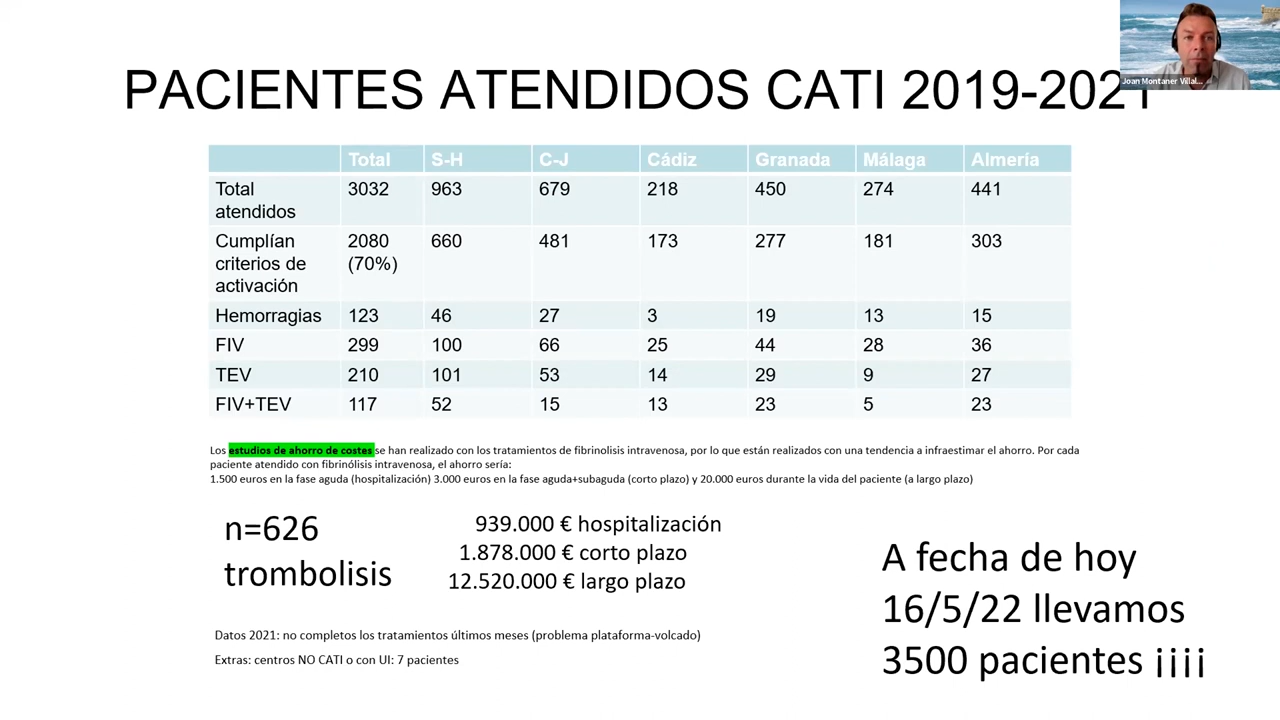 Joan Montaner Villal...
PACIENTES ATENDIDOS CATI 2019-2021
Total S-H C-J Cádiz Granada Málaga Almería
Total atendidos 3032 963 679 218 450 274 441
Cumplían criterios de activación 2080 (70%) 660 481 173 277 181 303
Hemorragias 123 46 27 3 19 13 15
FIV 299 100 66 25 44 28 36
TEV 210 101 53 14 29 9 27
FIV+TEV 117 52 15 13 23 5 23
Los estudios de ahorro de costes se han realizado con los tratamientos de fibrinolisis intravenosa, por lo que están realizados con una tendencia a infraestimar el ahorro. Por cada
paciente atendido con fibrinólisis intravenosa, el ahorro sería:
1.500 euros en la fase aguda (hospitalización) 3.000 euros en la fase aguda+subaguda (corto plazo) y 20.000 euros durante la vida del paciente (a largo plazo)
n=626
trombolisis
939.000 € hospitalización
1.878.000 € corto plazo
12.520.000 € largo plazo
A fecha de hoy
16/5/22 llevamos
3500 pacientes ¡¡¡¡
Datos 2021: no completos los tratamientos últimos meses (problema plataforma-volcado)
Extras: centros NO CATI o con UI: 7 pacientes